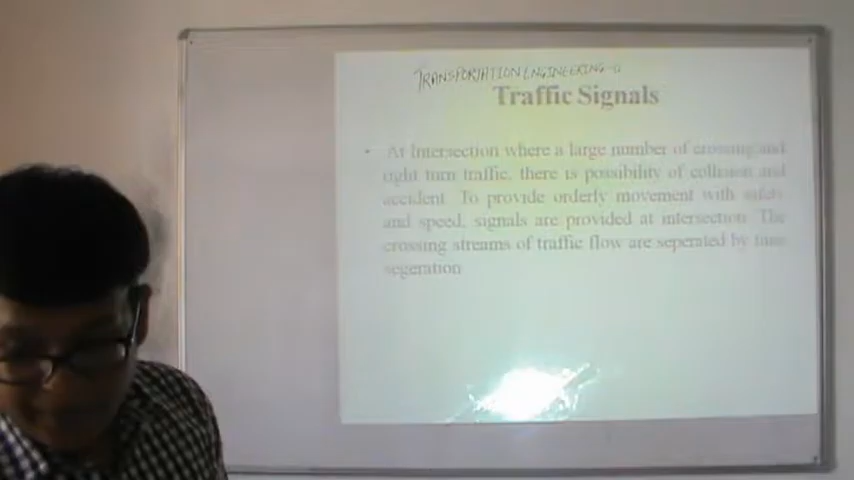 TRANSPORTATION ENGINEERING-II
Traffic Signals
• At Intersection where a large number of crossing and
right turn traffic, there is possibility of collision and
accident. To provide orderly movement with safety
and speed, signals are provided at intersection. The
crossing streams of traffic flow are seperated by time
segeration